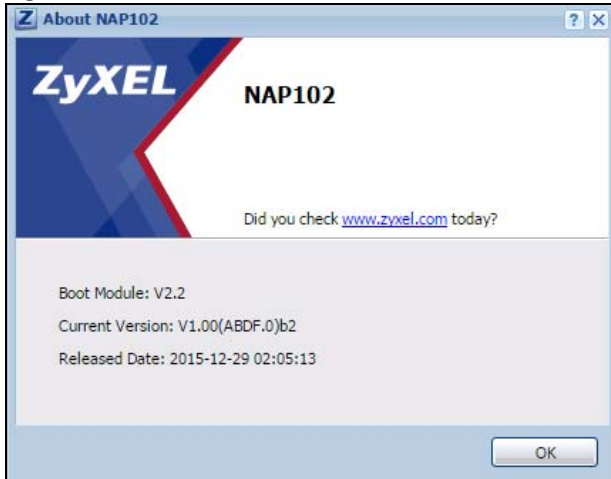 Z About NAP102 ? X
ZyXEL
NAP102
Did you check www.zyxel.com today?
Boot Module: V2.2
Current Version: V1.00(ABDF.0)b2
Released Date: 2015-12-29 02:05:13
OK